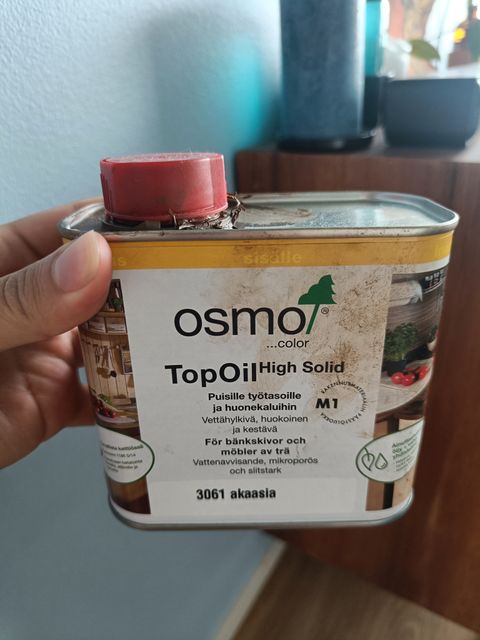 sisälle
osmo
...color
TopOil High Solid
Puisille työtasoille
ja huonekaluihin
Vettähylkivä, huokoinen
ja kestävä
M1
För bänkskivor och
möbler av trä
Vattenavvisande, mikroporös
och slitstark
3061 akaasia